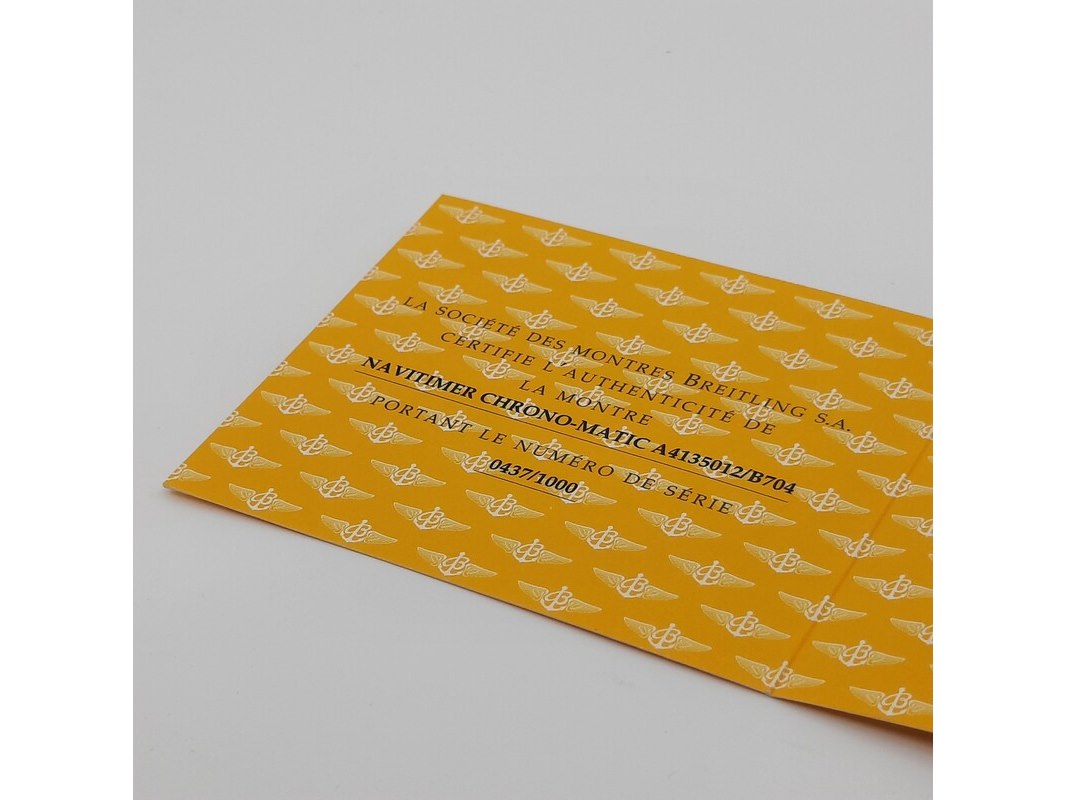 LA SOCIÉTÉ DES MONTRES BREITLING S.A.
CERTIFIE L'AUTHENTICITÉ DE
LA MONTRE
NAVITIMER CHRONO-MATIC A4135012/B704
PORTANT LE NUMÉRO DE SÉRIE
0437/1000